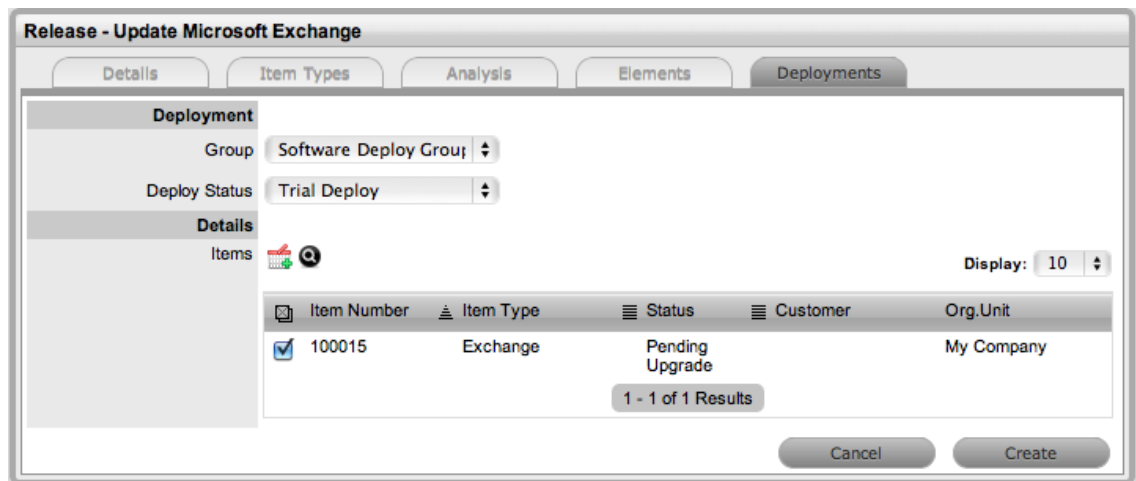 Release - Update Microsoft Exchange
Details Item Types Analysis Elements Deployments
Deployment
Group Software Deploy Group
Deploy Status Trial Deploy
Details
Items
Display: 10
Item Number Item Type Status Customer Org.Unit
100015 Exchange Pending My Company
Upgrade
1 - 1 of 1 Results
Cancel Create